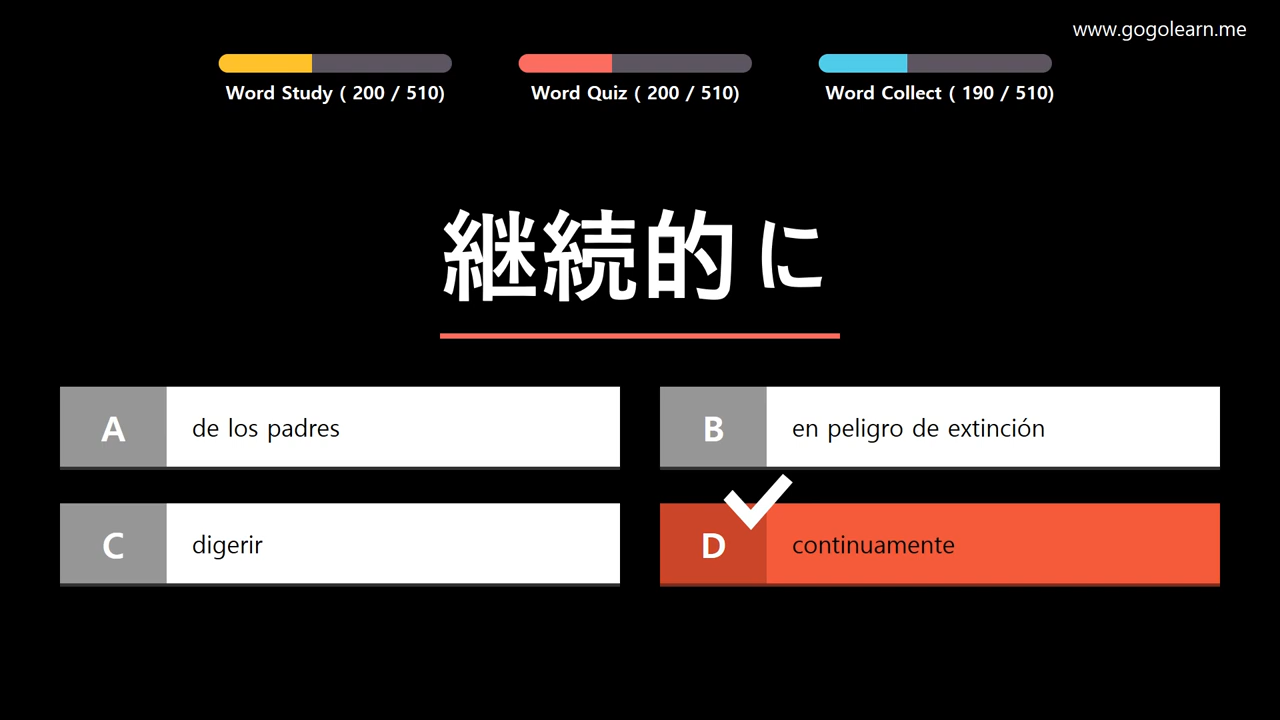 www.gogolearn.me
Word Study ( 200 / 510)
Word Quiz ( 200 / 510)
Word Collect ( 190 / 510)
継続的に
A de los padres
B en peligro de extinción
C digerir
D continuamente